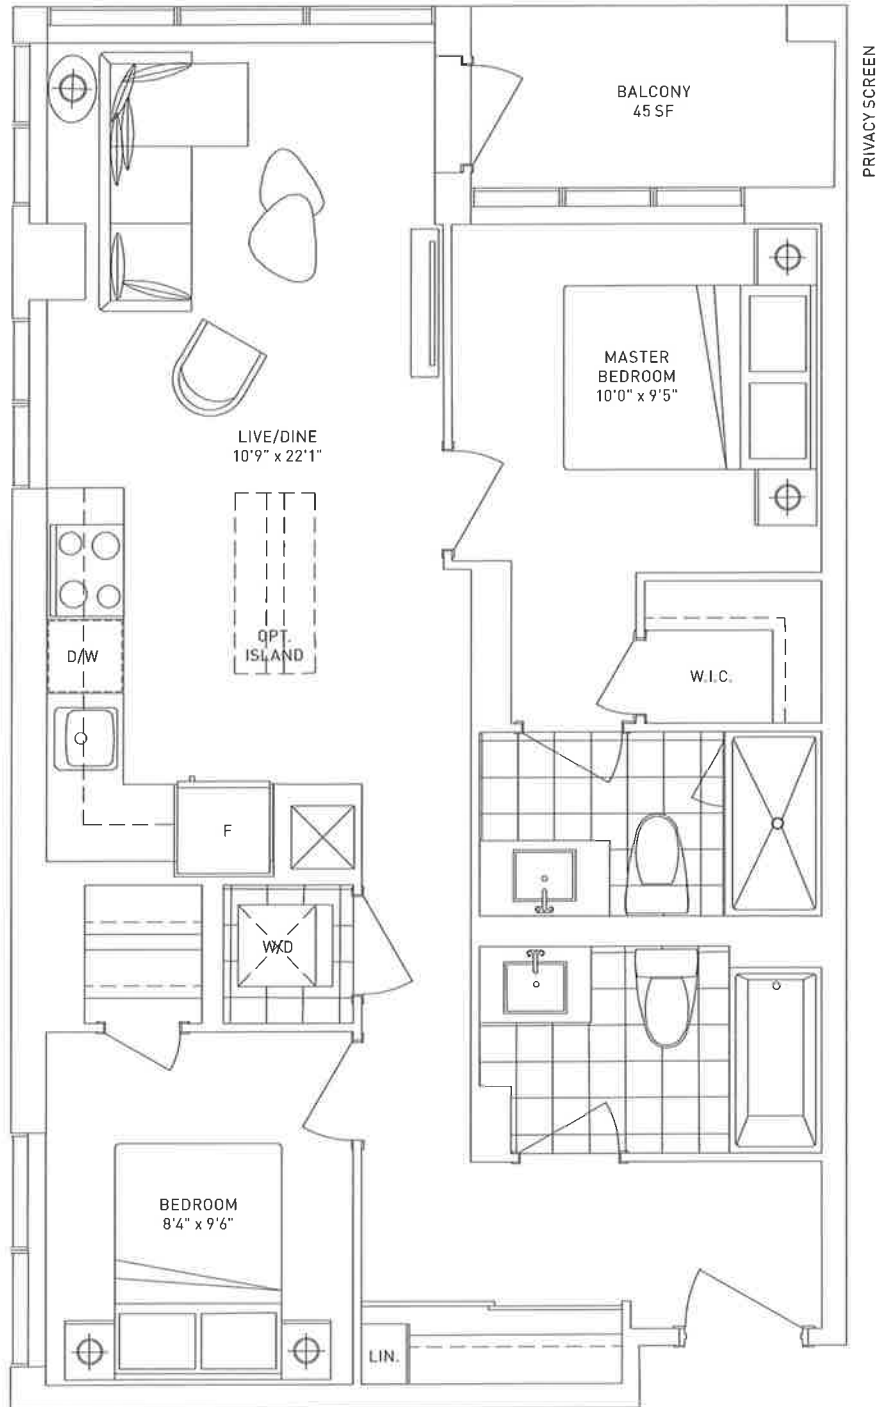 BALCONY
45 SF
PRIVACY SCREEN
MASTER
BEDROOM
10'0" x 9'5"
LIVE/DINE
10'9" x 22'1"
OPT.
ISLAND
D/W
W.I.C.
F
W/D
BEDROOM
8'4" x 9'6"
LIN.